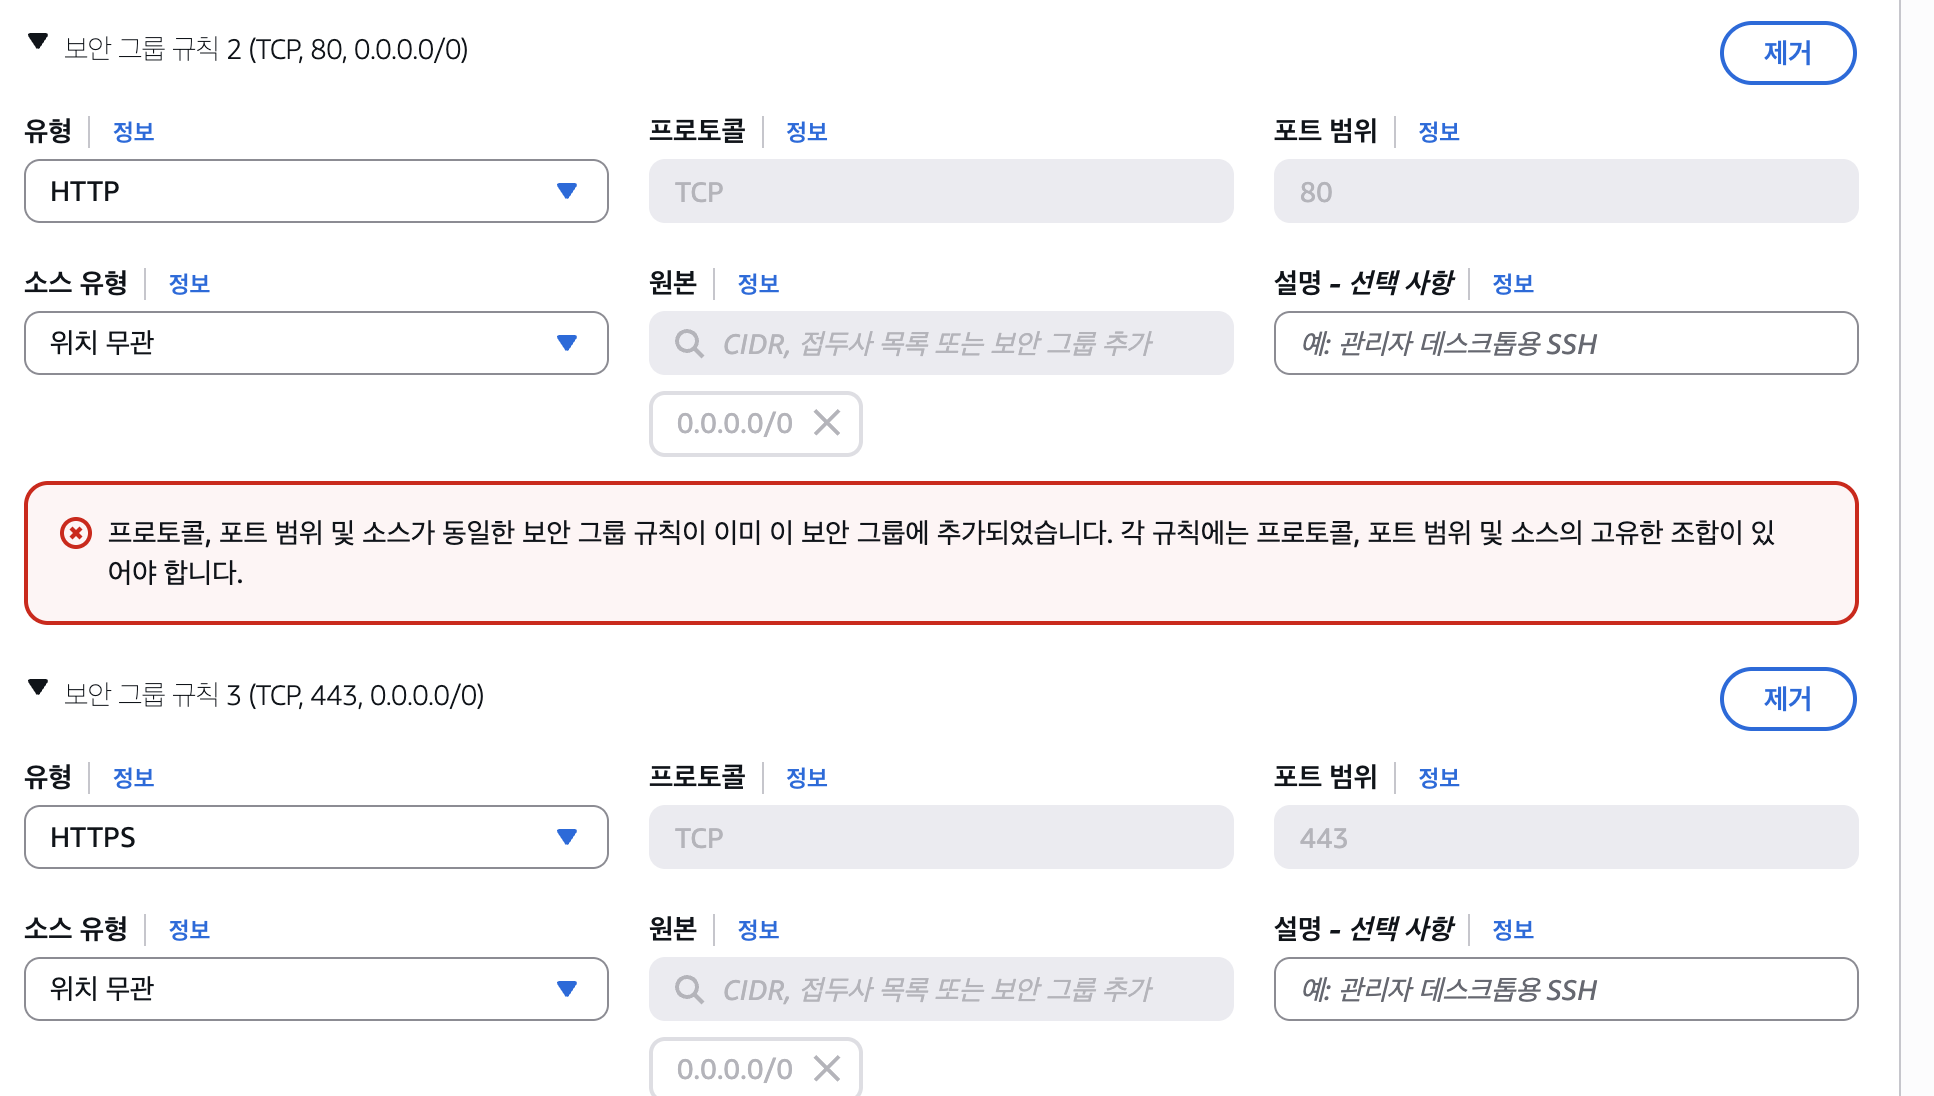 보안 그룹 규칙 2 (TCP, 80, 0.0.0.0/0)
제거
유형 정보
프로토콜 정보
포트 범위 정보
HTTP
TCP
80
소스 유형 정보
원본 정보
설명 - 선택 사항 정보
위치 무관
CIDR, 접두사 목록 또는 보안 그룹 추가
예: 관리자 데스크톱용 SSH
0.0.0.0/0
프로토콜, 포트 범위 및 소스가 동일한 보안 그룹 규칙이 이미 이 보안 그룹에 추가되었습니다. 각 규칙에는 프로토콜, 포트 범위 및 소스의 고유한 조합이 있
어야 합니다.
보안 그룹 규칙 3 (TCP, 443, 0.0.0.0/0)
제거
유형 정보
프로토콜 정보
포트 범위 정보
HTTPS
TCP
443
소스 유형 정보
원본 정보
설명 - 선택 사항 정보
위치 무관
CIDR, 접두사 목록 또는 보안 그룹 추가
예: 관리자 데스크톱용 SSH
0.0.0.0/0